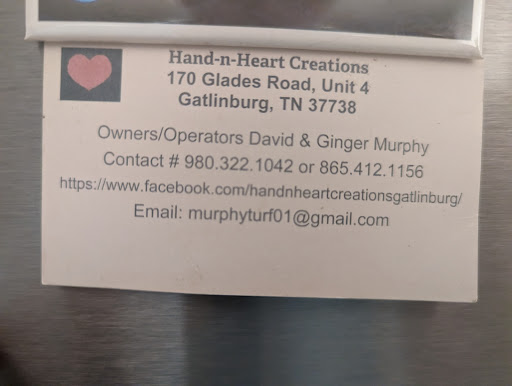 Hand-n-Heart Creations
170 Glades Road, Unit 4
Gatlinburg, TN 37738
Owners/Operators David & Ginger Murphy
Contact # 980.322.1042 or 865.412.1156
https://www.facebook.com/handnheartcreationsgatlinburg/
Email: murphyturf01@gmail.com